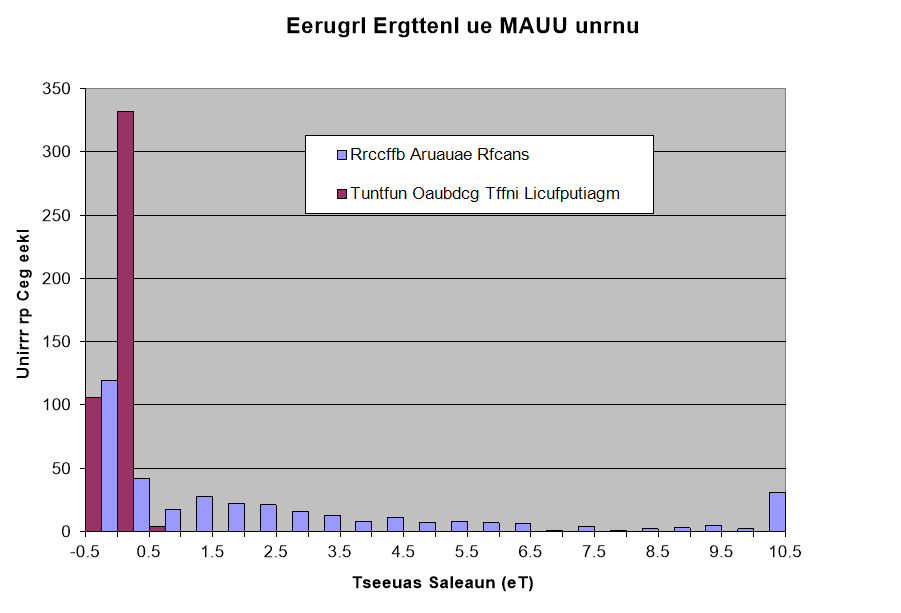 Eerugrl Ergttenl ue MAUU unrnu
350
300
250
200
150
100
50
0
Unirrr rp Ceg eekl
Rrccffb Aruauae Rfcans
Tuntfun Oaubdcg Tffni Licufputiagm
-0.5 0.5 1.5 2.5 3.5 4.5 5.5 6.5 7.5 8.5 9.5 10.5
Tseeuas Saleaun (eT)